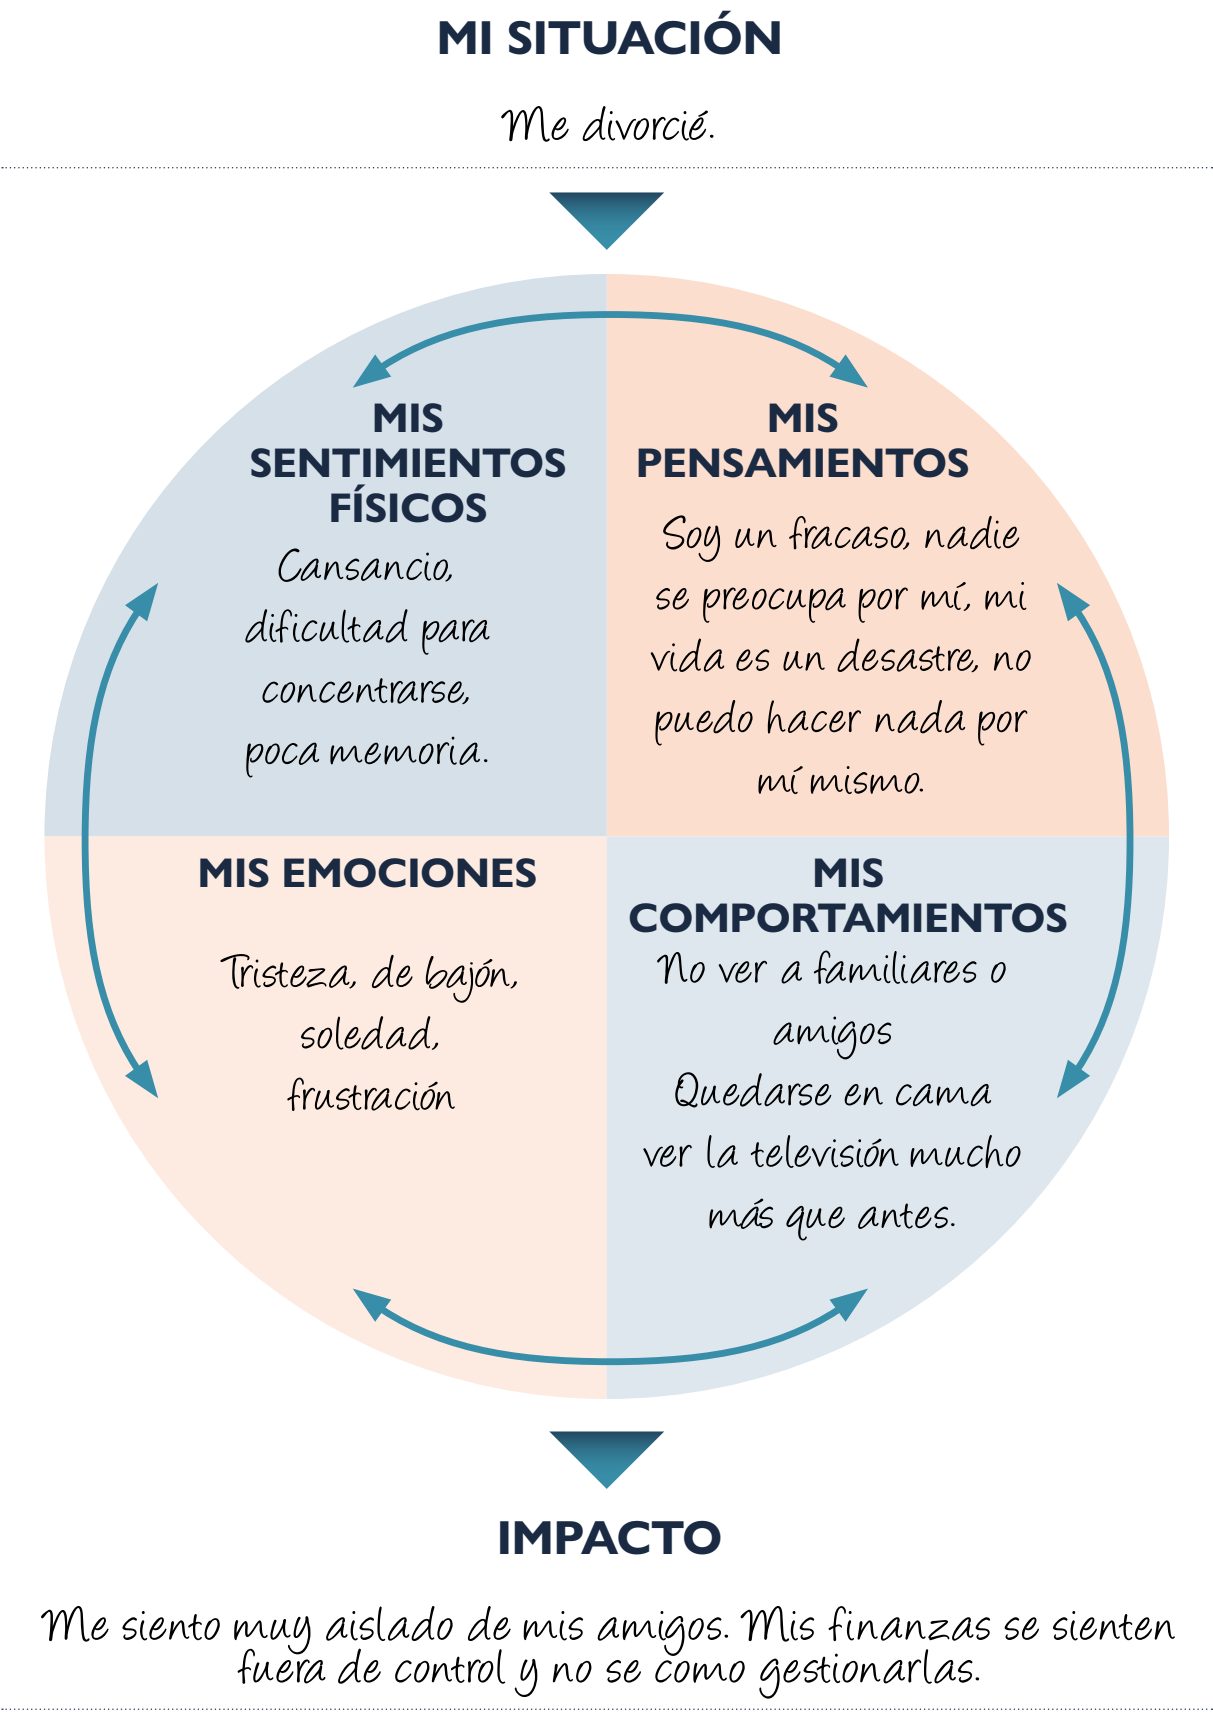 MI SITUACIÓN
Me divorcié.
MIS
SENTIMIENTOS
FÍSICOS
Cansancio,
dificultad para
concentrarse,
poca memoria.
MIS
PENSAMIENTOS
Soy un fracaso, nadie
se preocupa por mí, mi
vida es un desastre, no
puedo hacer nada por
mí mismo.
MIS EMOCIONES
Tristeza, de bajón,
soledad,
frustración
MIS
COMPORTAMIENTOS
No ver a familiares o
amigos
Quedarse en cama
ver la televisión mucho
más que antes.
IMPACTO
Me siento muy aislado de mis amigos. Mis finanzas se sienten
fuera de control y no se como gestionarlas.